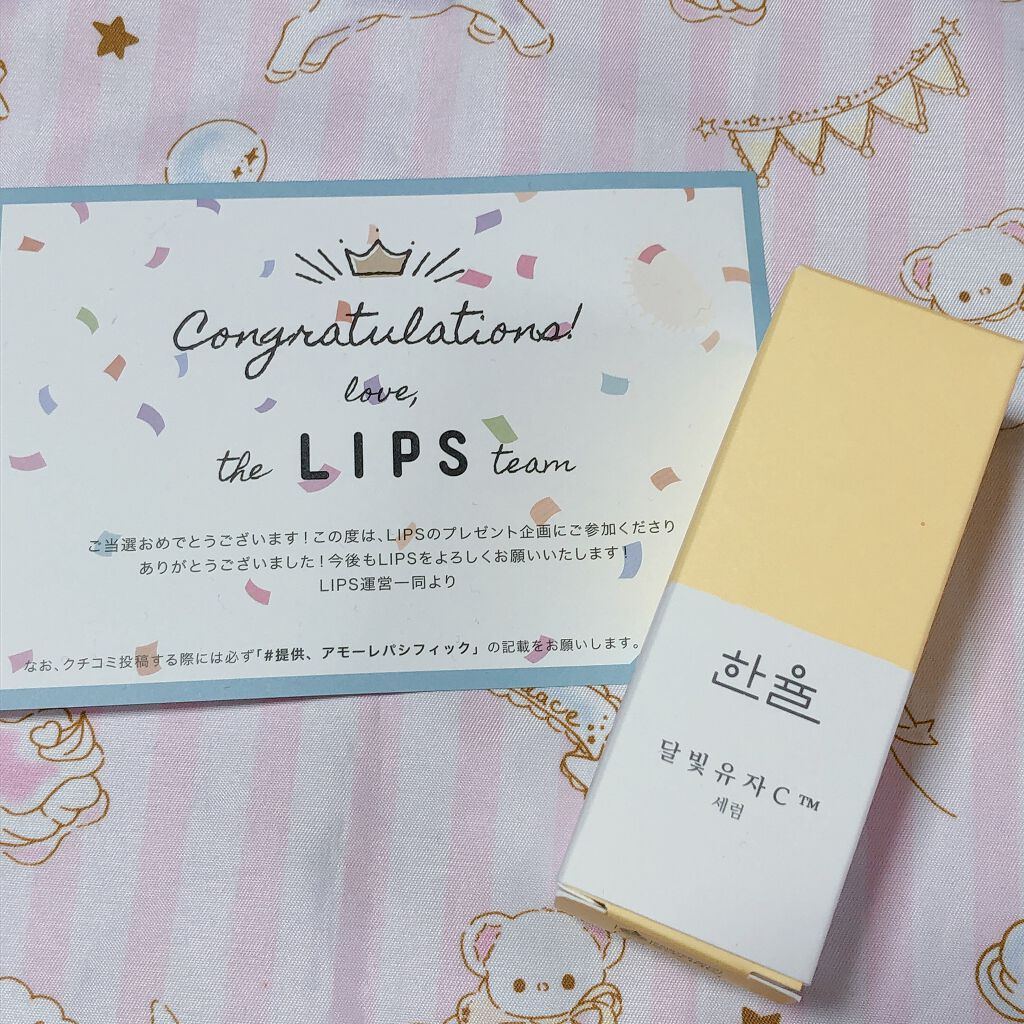 Congratulations!
love,
the LIPS team
ご当選おめでとうございます！この度は、LIPSのプレゼント企画にご参加くださり
ありがとうございました！今後もLIPSをよろしくお願いいたします！
LIPS運営一同より
なお、クチコミ投稿する際には必ず「#提供、アモーレパシフィック」の記載をお願いします。
한율
달빛유자C™
세럼